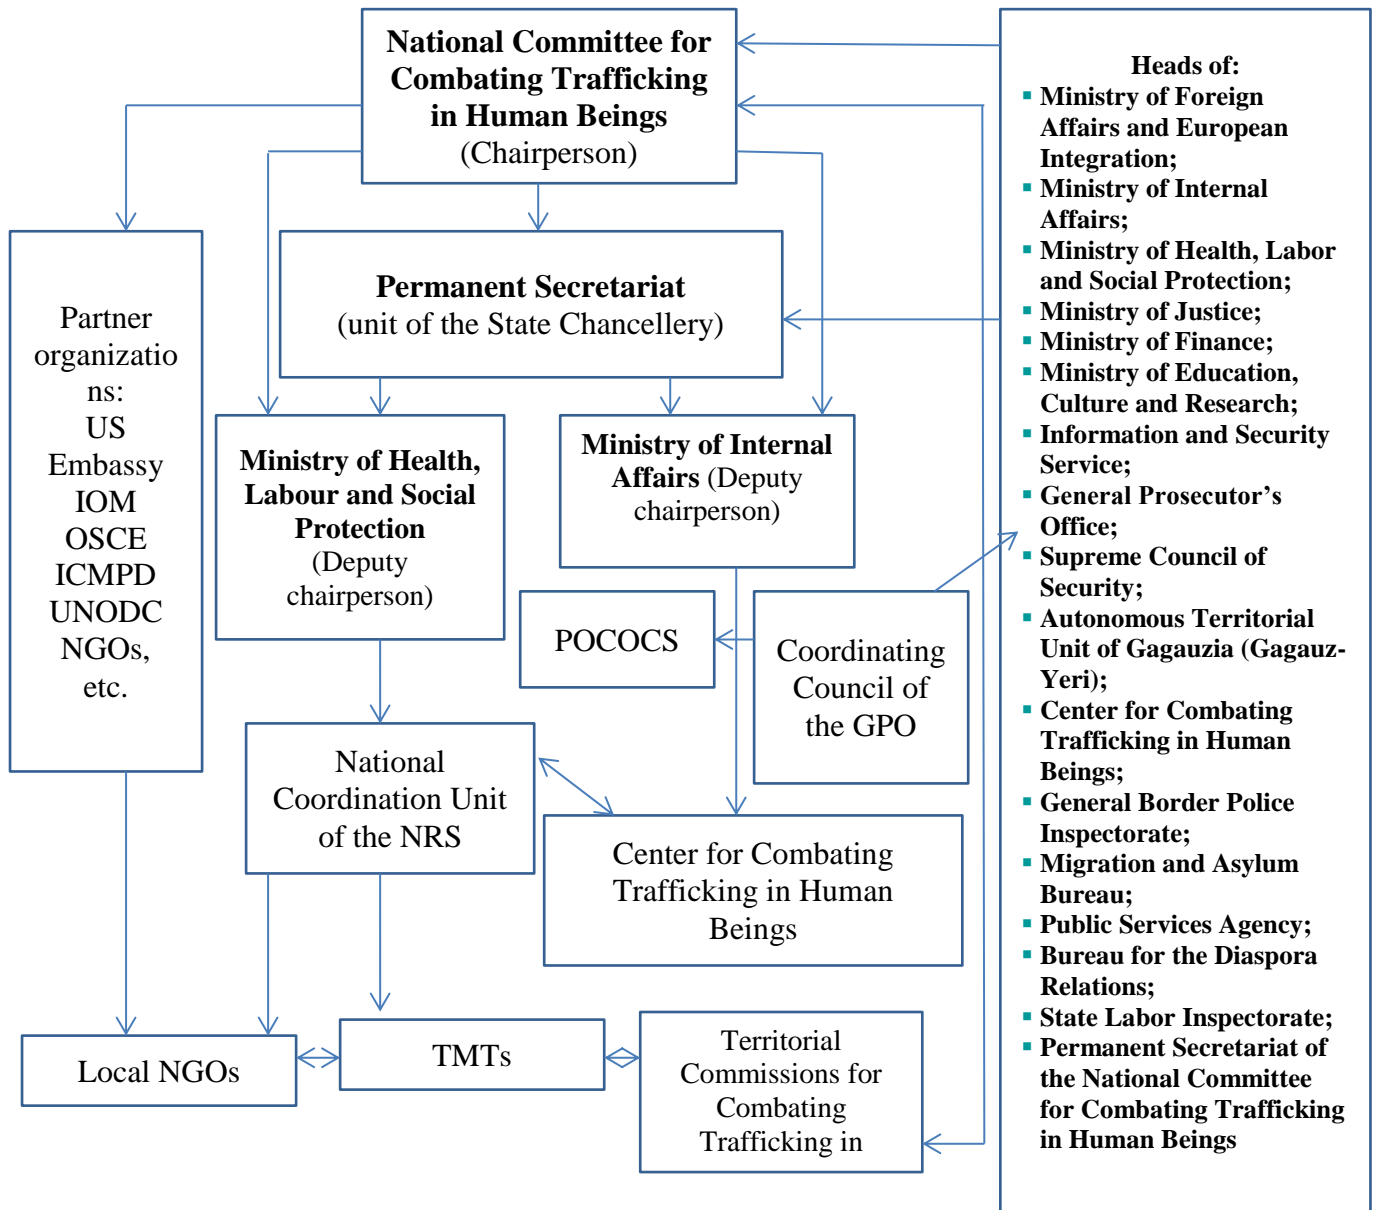 National Committee for
Combating Trafficking
in Human Beings
(Chairperson)
Permanent Secretariat
(unit of the State Chancellery)
Partner
organizatio
ns:
US
Embassy
IOM
OSCE
ICMPD
UNODC
NGOs,
etc.
Ministry of Health,
Labour and Social
Protection
(Deputy
chairperson)
Ministry of Internal
Affairs (Deputy
chairperson)
POCOCS
Coordinating
Council of
the GPO
National
Coordination Unit
of the NRS
Center for Combating
Trafficking in Human
Beings
Local NGOs
TMTs
Territorial
Commissions for
Combating
Trafficking in
Heads of:
▪ Ministry of Foreign
Affairs and European
Integration;
▪ Ministry of Internal
Affairs;
▪ Ministry of Health, Labor
and Social Protection;
▪ Ministry of Justice;
▪ Ministry of Finance;
▪ Ministry of Education,
Culture and Research;
▪ Information and Security
Service;
▪ General Prosecutor’s
Office;
▪ Supreme Council of
Security;
▪ Autonomous Territorial
Unit of Gagauzia (Gagauz-
Yeri);
▪ Center for Combating
Trafficking in Human
Beings;
▪ General Border Police
Inspectorate;
▪ Migration and Asylum
Bureau;
▪ Public Services Agency;
▪ Bureau for the Diaspora
Relations;
▪ State Labor Inspectorate;
▪ Permanent Secretariat of
the National Committee
for Combating Trafficking
in Human Beings